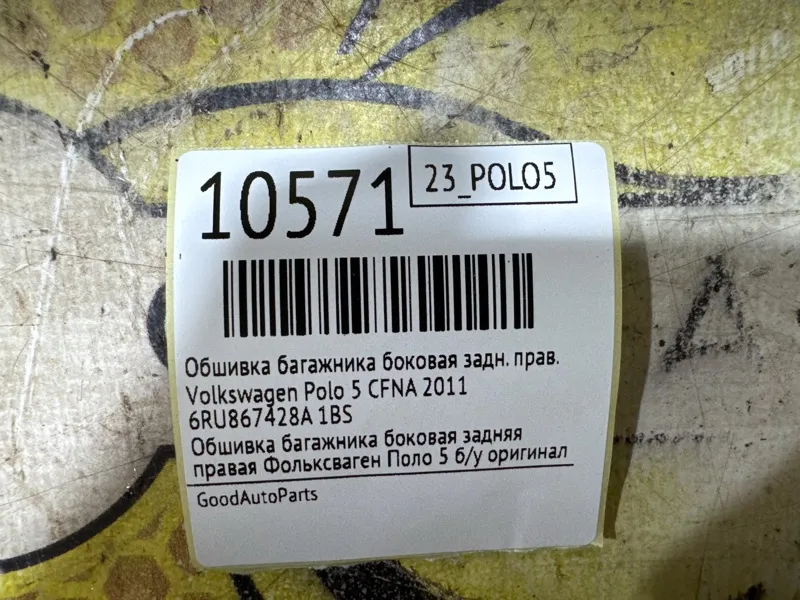 10571
23_POLO5
Обшивка багажника боковая задн. прав.
Volkswagen Polo 5 CFNA 2011
6RU867428A 1BS
Обшивка багажника боковая задняя
правая Фольксваген Поло 5 б/у оригинал
GoodAutoParts
Д